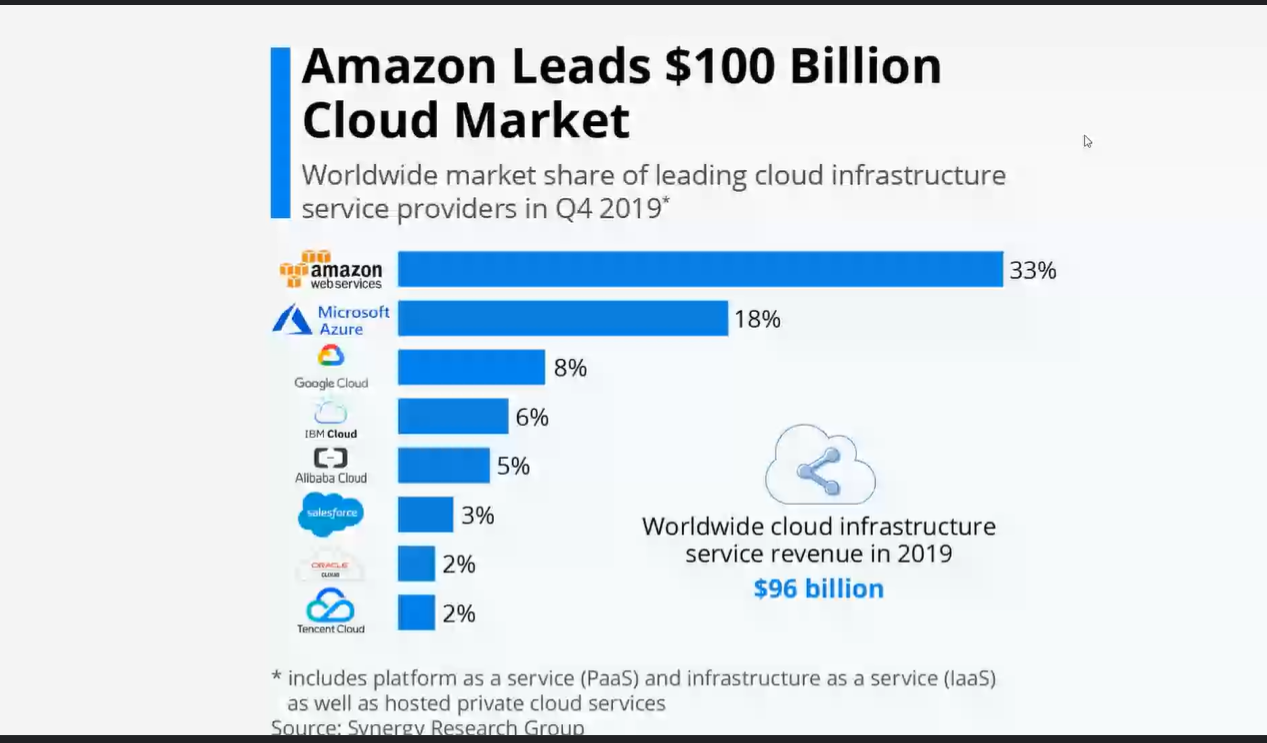 Amazon Leads $100 Billion
Cloud Market
Worldwide market share of leading cloud infrastructure
service providers in Q4 2019*
amazon
webservices
33%
Microsoft
Azure
18%
Google Cloud
8%
IBM Cloud
6%
Alibaba Cloud
5%
salesforce
3%
ORACLE
CLOUD
2%
Tencent Cloud
2%
Worldwide cloud infrastructure
service revenue in 2019
$96 billion
* includes platform as a service (PaaS) and infrastructure as a service (IaaS)
as well as hosted private cloud services
Source: Synergy Research Group